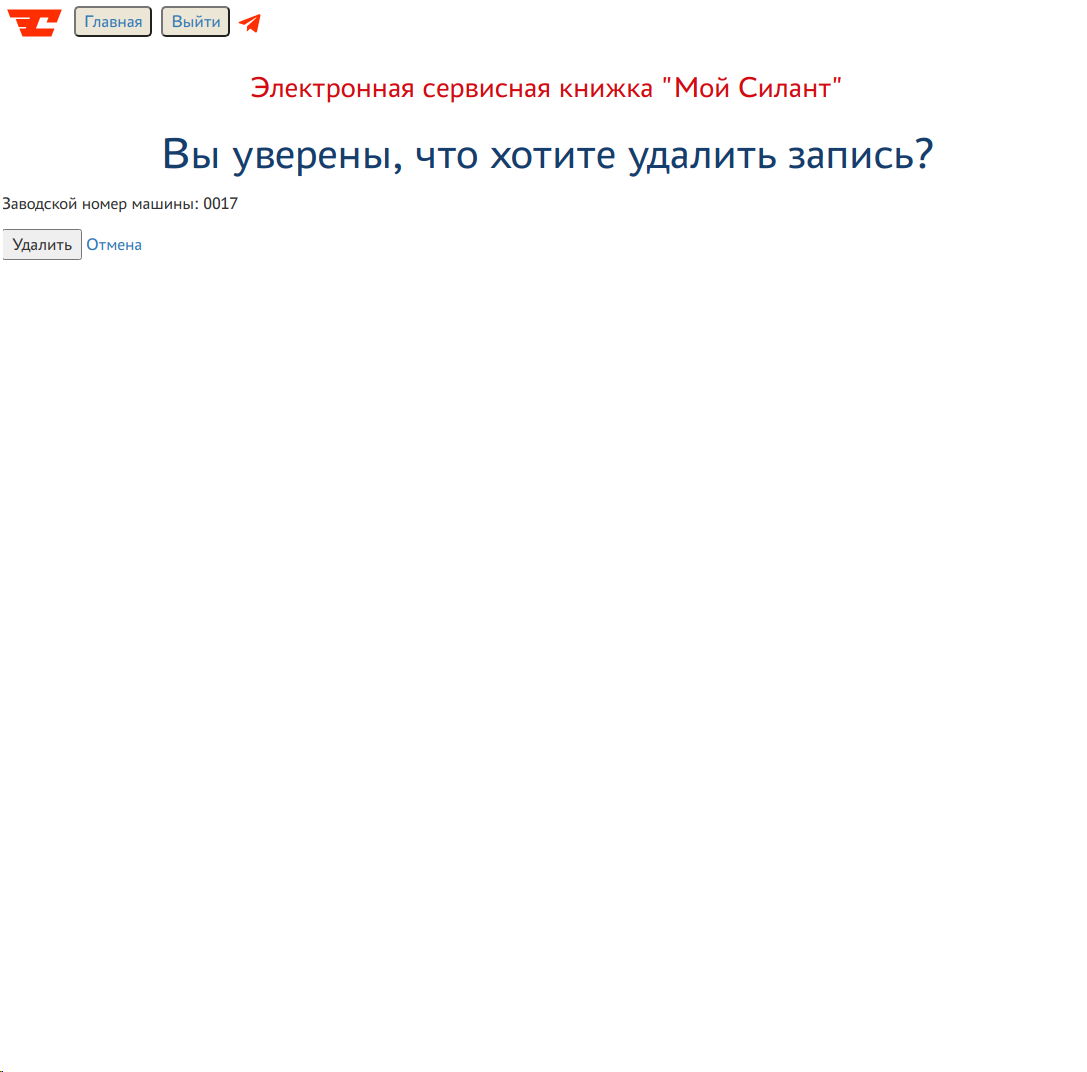 Главная Выйти
Электронная сервисная книжка "Мой Силант"
Вы уверены, что хотите удалить запись?
Заводской номер машины: 0017
Удалить Отмена